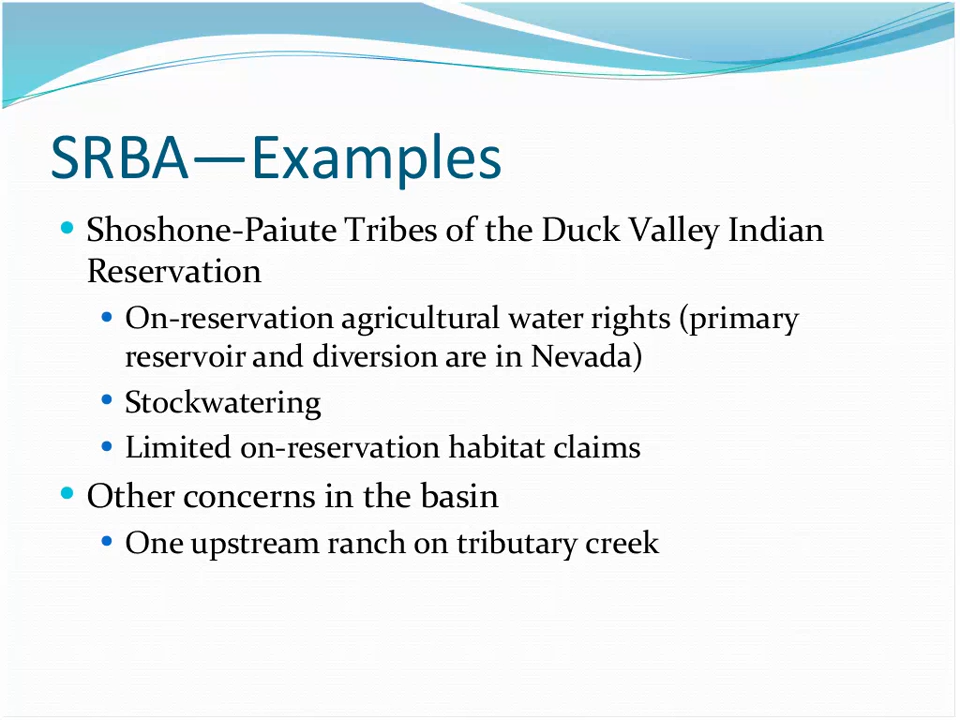 SRBA—Examples
• Shoshone-Paiute Tribes of the Duck Valley Indian
Reservation
• On-reservation agricultural water rights (primary
reservoir and diversion are in Nevada)
• Stockwatering
• Limited on-reservation habitat claims
• Other concerns in the basin
• One upstream ranch on tributary creek